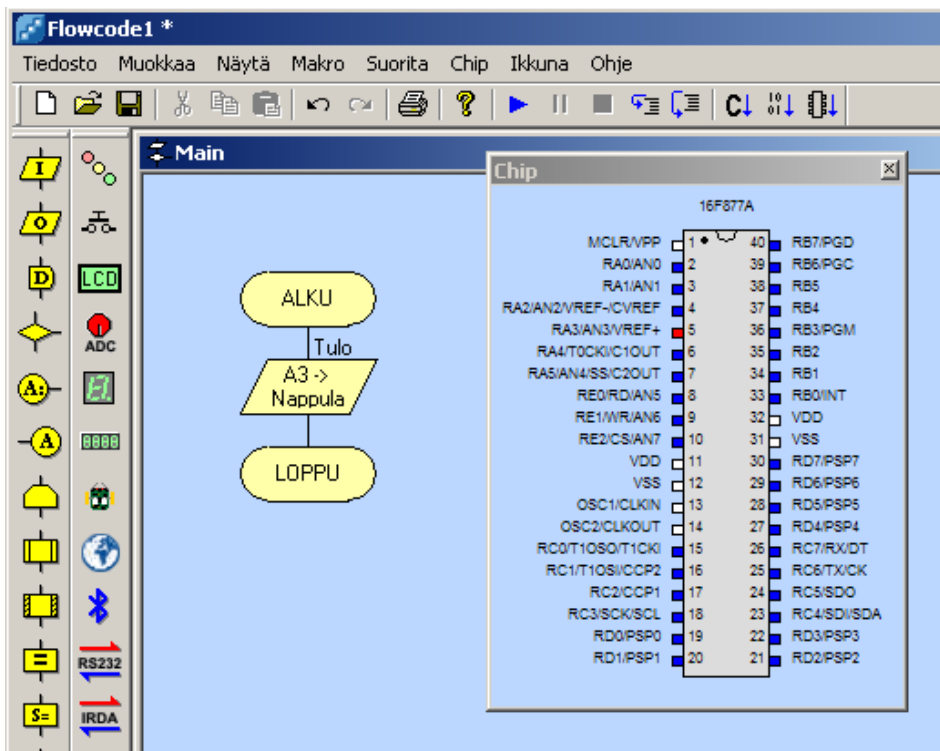 Flowcode1 *
Tiedosto Muokkaa Näytä Makro Suorita Chip Ikkuna Ohje
Main
ALKU
Tulo
A3 ->
Nappula
LOPPU
I
O
D
LCD
ADC
A:
A
=
RS232
S=
IRDA
Chip
16F877A
MCLR/VPP 1 40 RB7/PGD
RA0/AN0 2 39 RB6/PGC
RA1/AN1 3 38 RB5
RA2/AN2/VREF-/CVREF 4 37 RB4
RA3/AN3/VREF+ 5 36 RB3/PGM
RA4/T0CKI/C1OUT 6 35 RB2
RA5/AN4/SS/C2OUT 7 34 RB1
RE0/RD/AN5 8 33 RB0/INT
RE1/WR/AN6 9 32 VDD
RE2/CS/AN7 10 31 VSS
VDD 11 30 RD7/PSP7
VSS 12 29 RD6/PSP6
OSC1/CLKIN 13 28 RD5/PSP5
OSC2/CLKOUT 14 27 RD4/PSP4
RC0/T1OSO/T1CKI 15 26 RC7/RX/DT
RC1/T1OSI/CCP2 16 25 RC6/TX/CK
RC2/CCP1 17 24 RC5/SDO
RC3/SCK/SCL 18 23 RC4/SDI/SDA
RD0/PSP0 19 22 RD3/PSP3
RD1/PSP1 20 21 RD2/PSP2